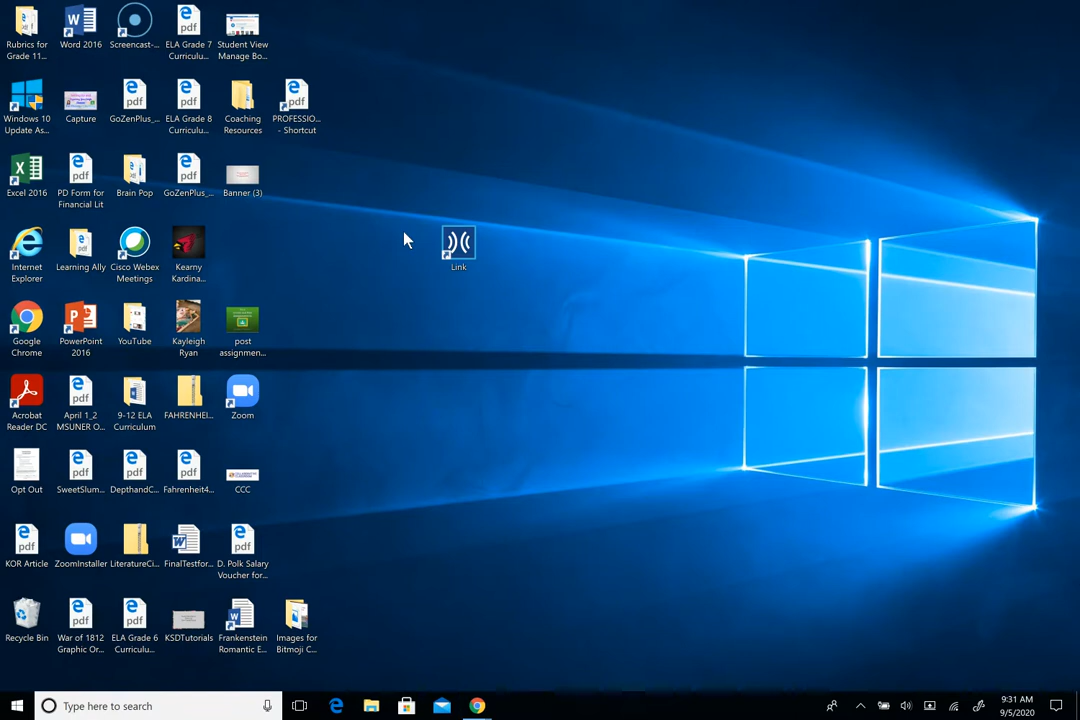 Rubrics for
Grade 11...
Word 2016
Screencast-...
ELA Grade 7
Curriculu...
Student View
Manage Bo...
Windows 10
Update As...
Capture
GoZenPlus_...
ELA Grade 8
Curriculu...
Coaching
Resources
PROFESSIO...
- Shortcut
Excel 2016
PD Form for
Financial Lit
Brain Pop
GoZenPlus_...
Banner (3)
Internet
Explorer
Learning Ally
Cisco Webex
Meetings
Kearny
Kardina...
Link
Google
Chrome
PowerPoint
2016
YouTube
Kayleigh
Ryan
post
assignmen...
Acrobat
Reader DC
April 1_2
MSUNER O...
9-12 ELA
Curriculum
FAHRENHEI...
Zoom
Opt Out
SweetSlum...
DepthandC...
Fahrenheit4...
CCC
KOR Article
ZoomInstaller
LiteratureCi...
FinalTestfor...
D. Polk Salary
Voucher for...
Recycle Bin
War of 1812
Graphic Or...
ELA Grade 6
Curriculu...
KSDTutorials
Frankenstein
Romantic E...
Images for
Bitmoji C...
Type here to search
9:31 AM
9/5/2020